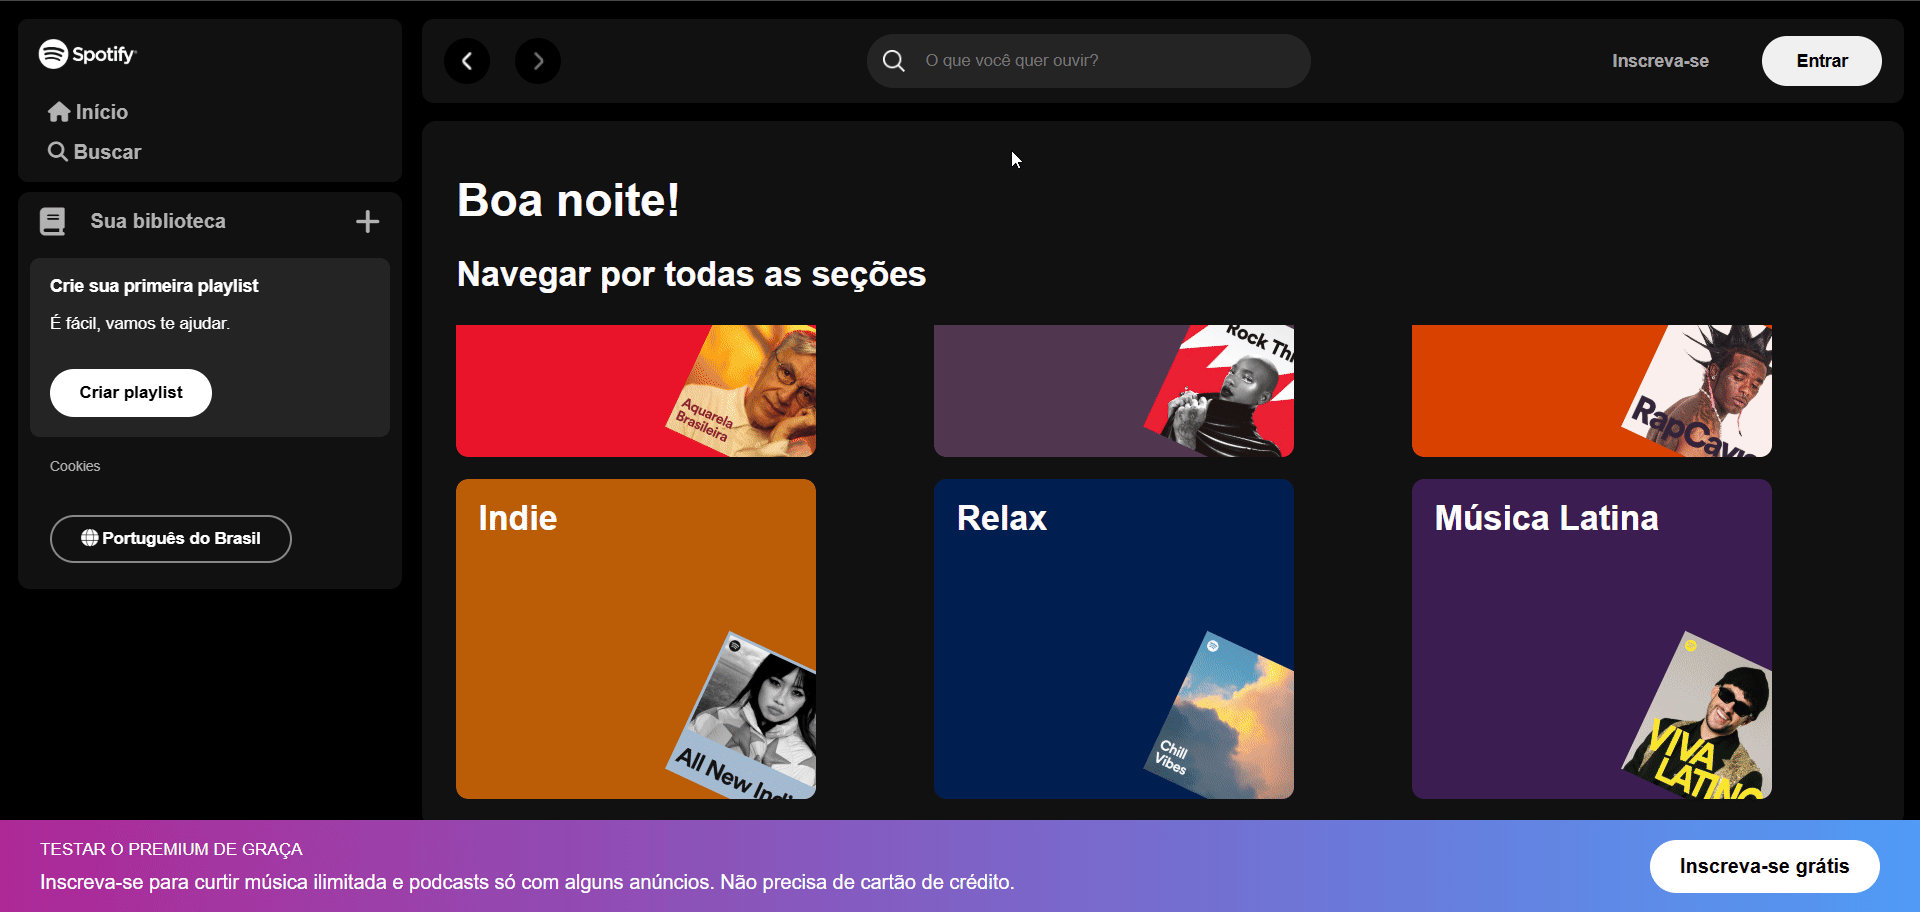 Spotify
Início
Buscar
Sua biblioteca
Crie sua primeira playlist
É fácil, vamos te ajudar.
Criar playlist
Cookies
Português do Brasil
O que você quer ouvir?
Inscreva-se
Entrar
Boa noite!
Navegar por todas as seções
Aquarela
Brasileira
Rock Thi
RapCavi
Indie
Relax
Música Latina
All New Indi
Chill
Vibes
VIVA
LATINO
TESTAR O PREMIUM DE GRAÇA
Inscreva-se para curtir música ilimitada e podcasts só com alguns anúncios. Não precisa de cartão de crédito.
Inscreva-se grátis